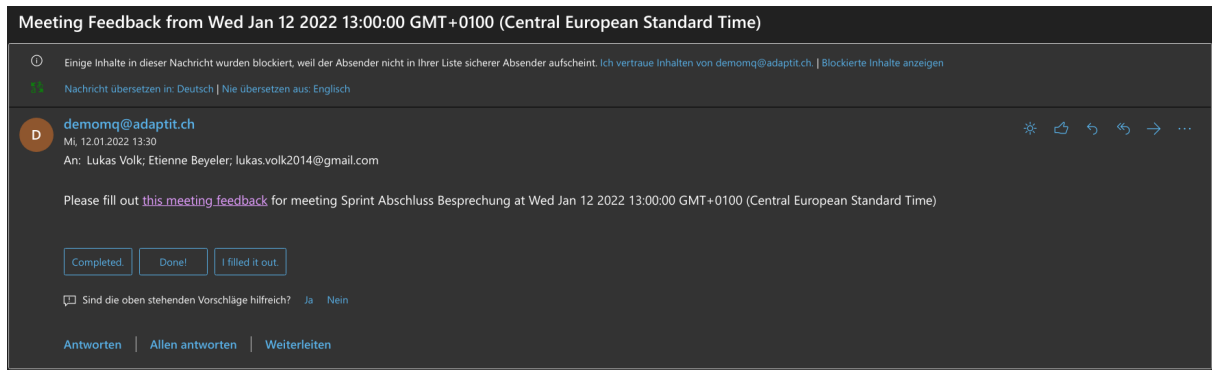 Meeting Feedback from Wed Jan 12 2022 13:00:00 GMT+0100 (Central European Standard Time)
Einige Inhalte in dieser Nachricht wurden blockiert, weil der Absender nicht in Ihrer Liste sicherer Absender aufscheint. Ich vertraue Inhalten von demomq@adaptit.ch. | Blockierte Inhalte anzeigen
Nachricht übersetzen in: Deutsch | Nie übersetzen aus: Englisch
D
demomq@adaptit.ch
Mi, 12.01.2022 13:30
An: Lukas Volk; Etienne Beyeler; lukas.volk2014@gmail.com
Please fill out this meeting feedback for meeting Sprint Abschluss Besprechung at Wed Jan 12 2022 13:00:00 GMT+0100 (Central European Standard Time)
Completed. Done! I filled it out.
Sind die oben stehenden Vorschläge hilfreich? Ja Nein
Antworten | Allen antworten | Weiterleiten